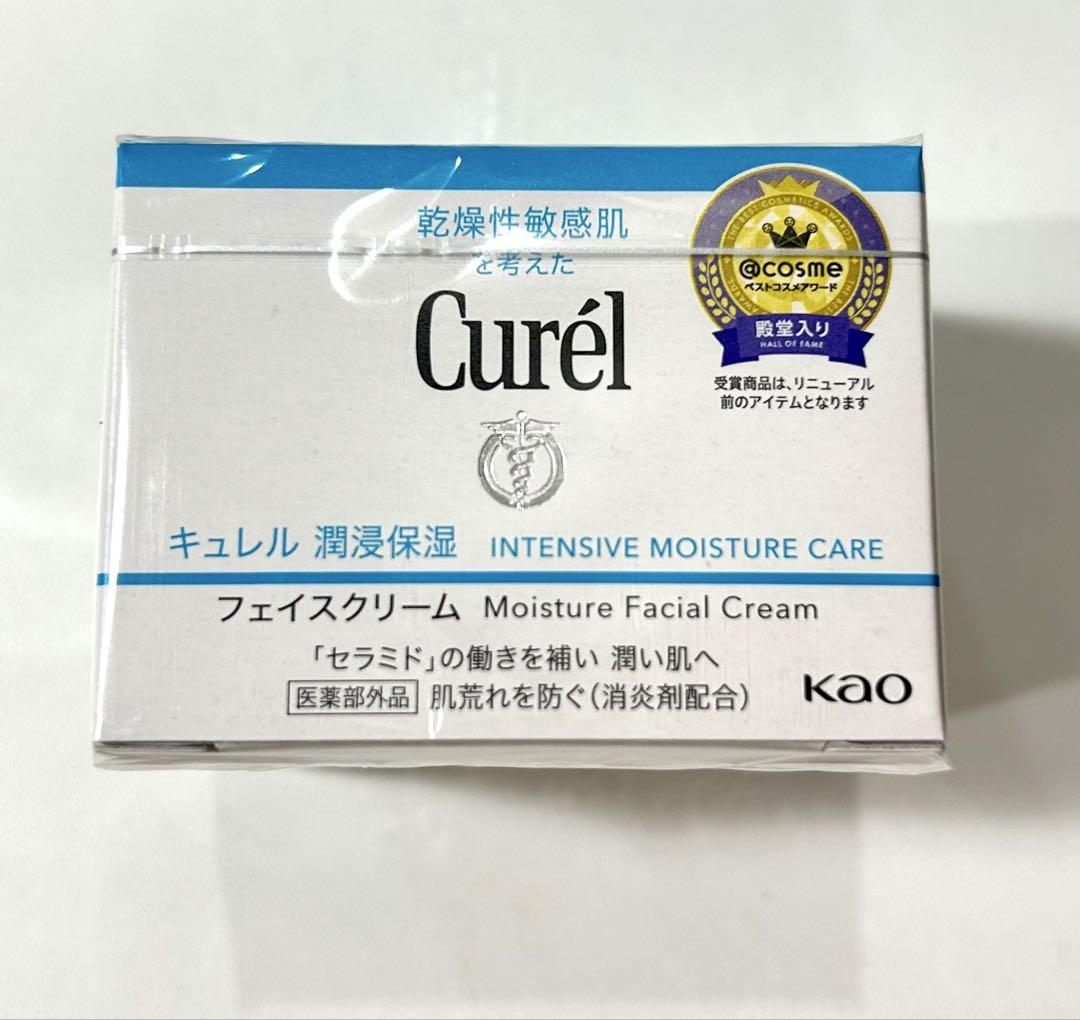 乾燥性敏感肌
を考えた
Curél
THE BEST COSMETICS AWARDS
@cosme
ベストコスメアワード
殿堂入り
HALL OF FAME
受賞商品は、リニューアル
前のアイテムとなります
キュレル 潤浸保湿 INTENSIVE MOISTURE CARE
フェイスクリーム Moisture Facial Cream
「セラミド」の働きを補い 潤い肌へ
医薬部外品 肌荒れを防ぐ（消炎剤配合）
Kao